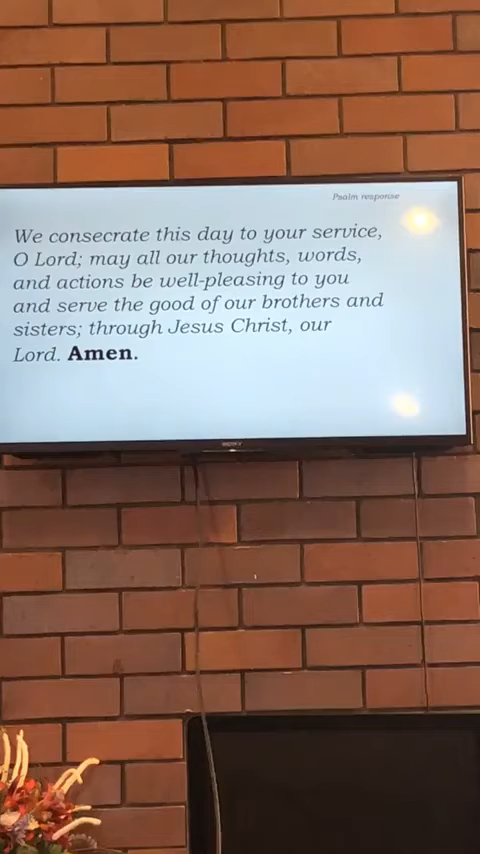 Psalm response
We consecrate this day to your service,
O Lord; may all our thoughts, words,
and actions be well-pleasing to you
and serve the good of our brothers and
sisters; through Jesus Christ, our
Lord. Amen.
SONY